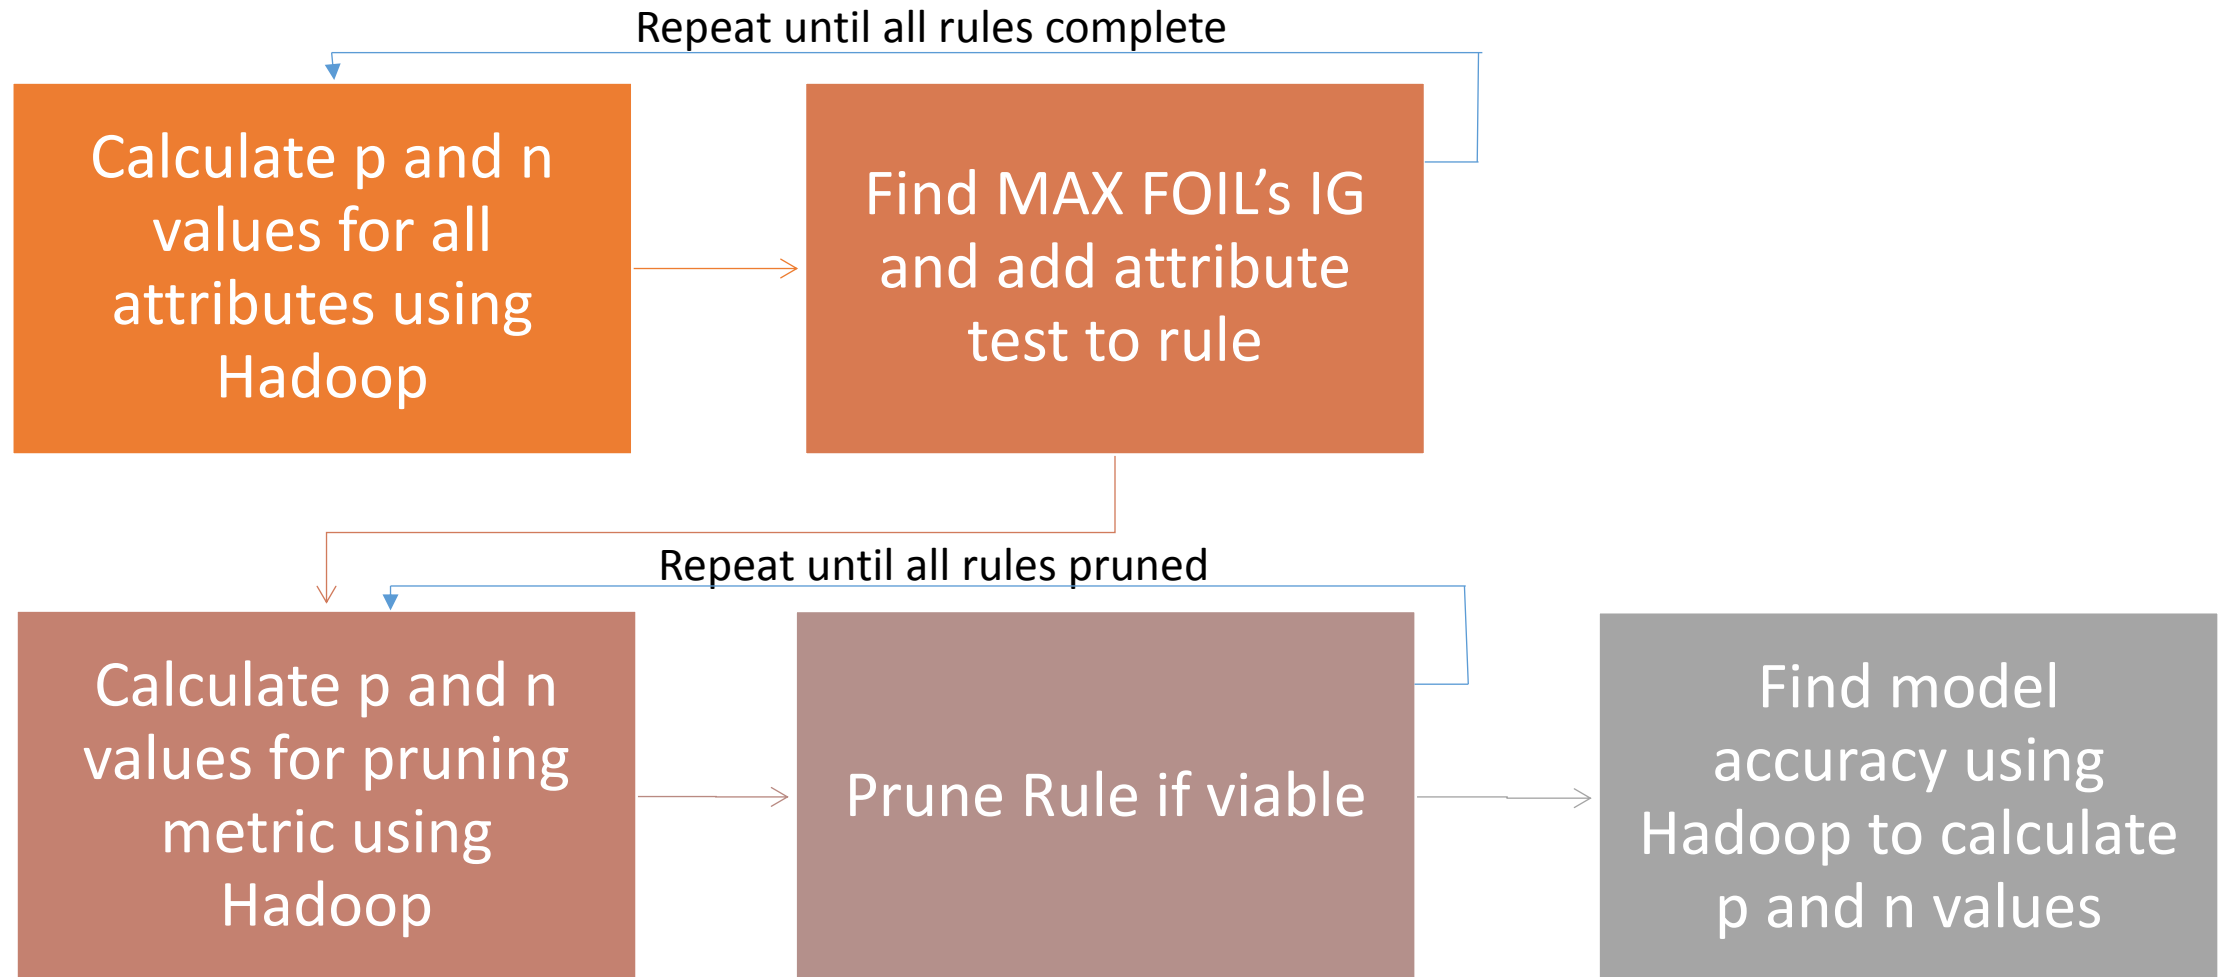 Repeat until all rules complete
Calculate p and n
values for all
attributes using
Hadoop
Find MAX FOIL’s IG
and add attribute
test to rule
Repeat until all rules pruned
Calculate p and n
values for pruning
metric using
Hadoop
Prune Rule if viable
Find model
accuracy using
Hadoop to calculate
p and n values